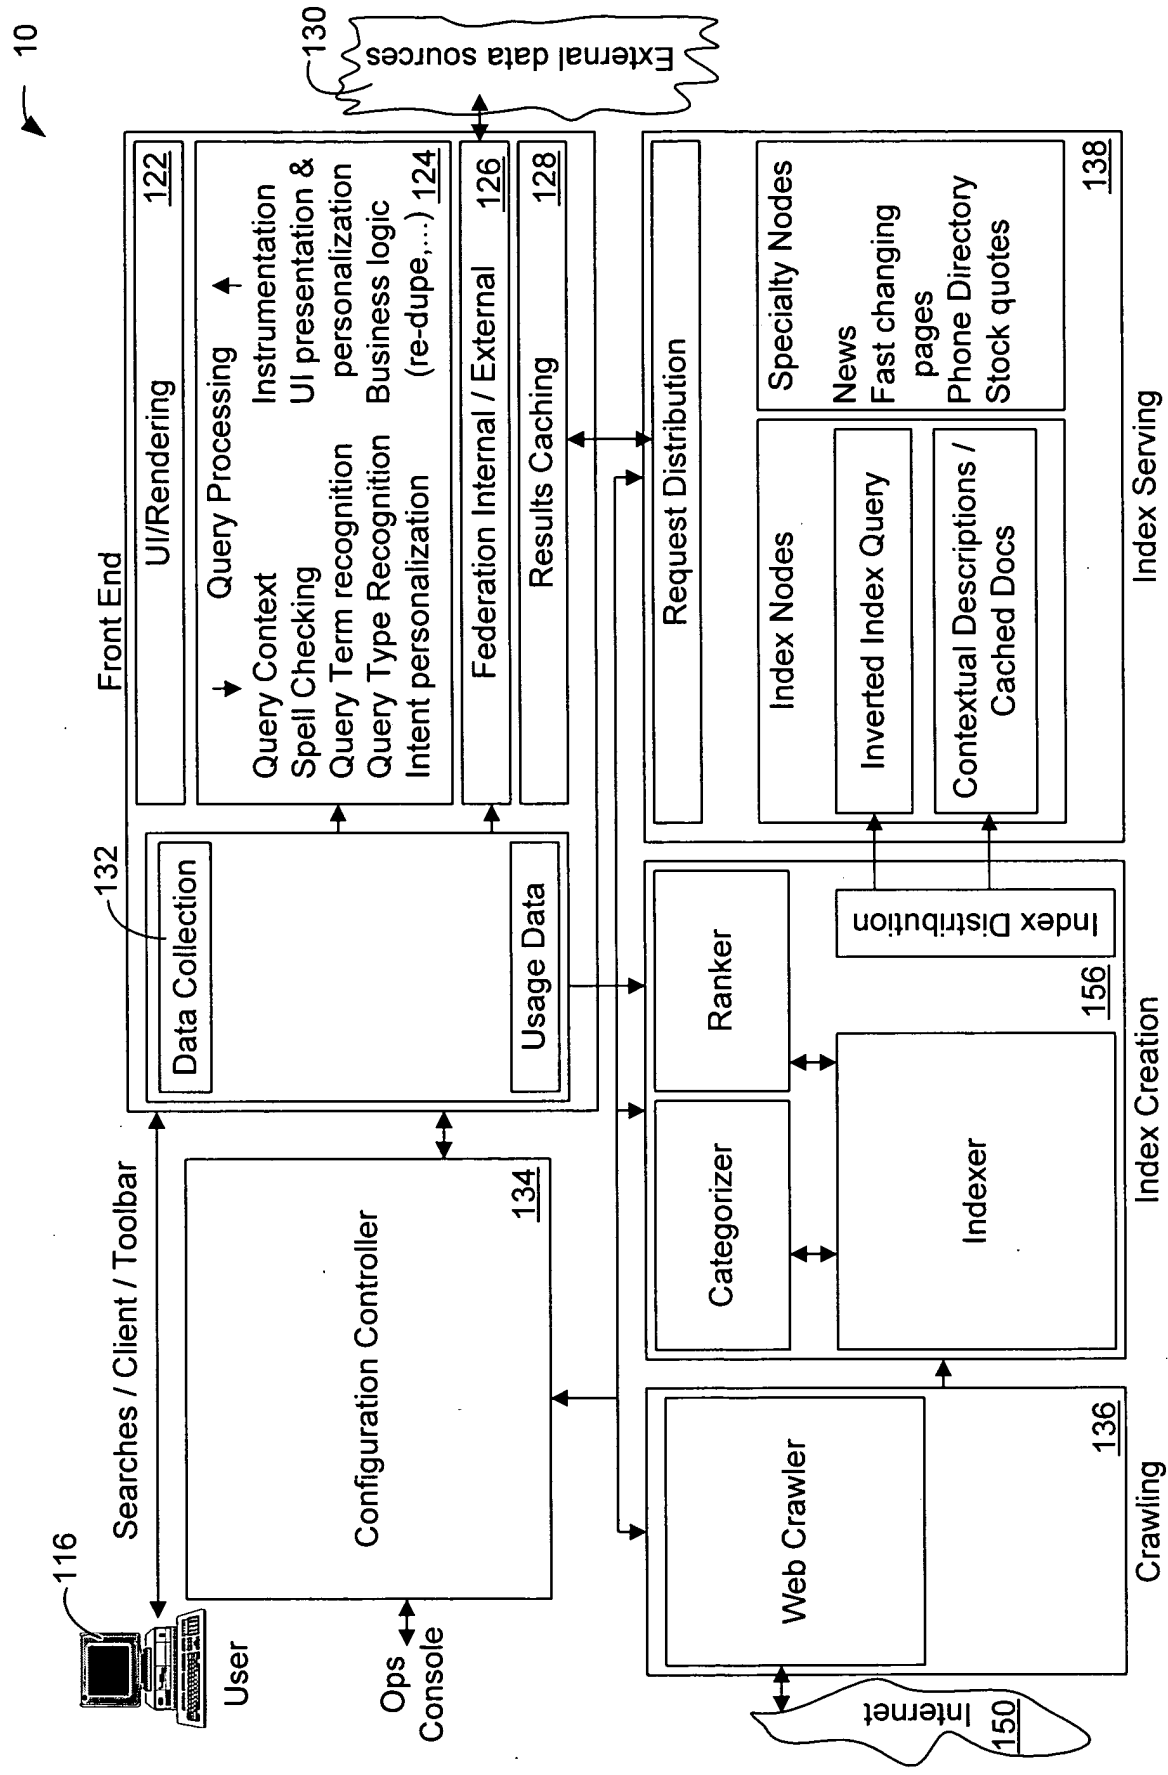 10
116
User
Searches / Client / Toolbar
Ops
Console
Configuration Controller
134
Front End
132
Data Collection
Usage Data
UI/Rendering
122
Query Processing
Query Context
Spell Checking
Query Term recognition
Query Type Recognition
Intent personalization
Instrumentation
UI presentation &
personalization
Business logic
(re-dupe,...)
124
Federation Internal / External
126
Results Caching
128
130
External data sources
Internet
150
Web Crawler
136
Crawling
Categorizer
Ranker
Indexer
156
Index Distribution
Index Creation
Request Distribution
Index Nodes
Inverted Index Query
Contextual Descriptions /
Cached Docs
Specialty Nodes
News
Fast changing
pages
Phone Directory
Stock quotes
138
Index Serving